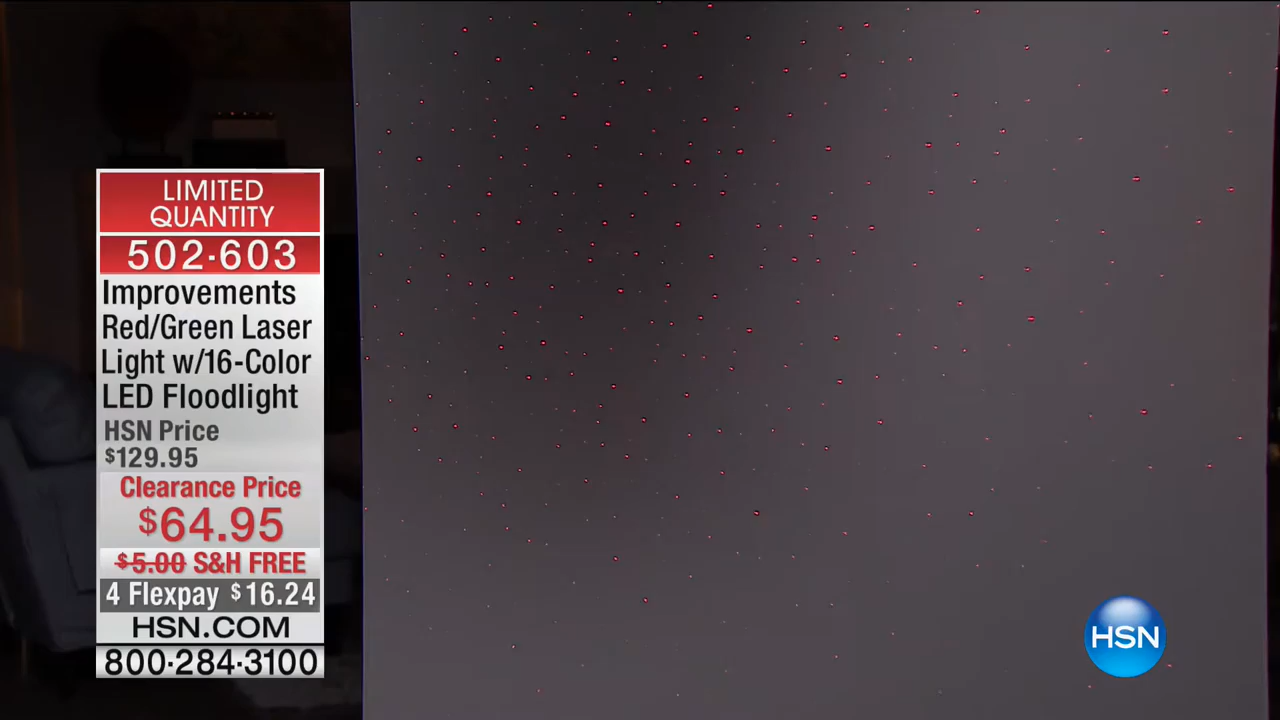 LIMITED
QUANTITY
502·603
Improvements
Red/Green Laser
Light w/16-Color
LED Floodlight
HSN Price
$129.95
Clearance Price
$64.95
$5.00 S&H FREE
4 Flexpay $16.24
HSN.COM
800·284·3100
HSN